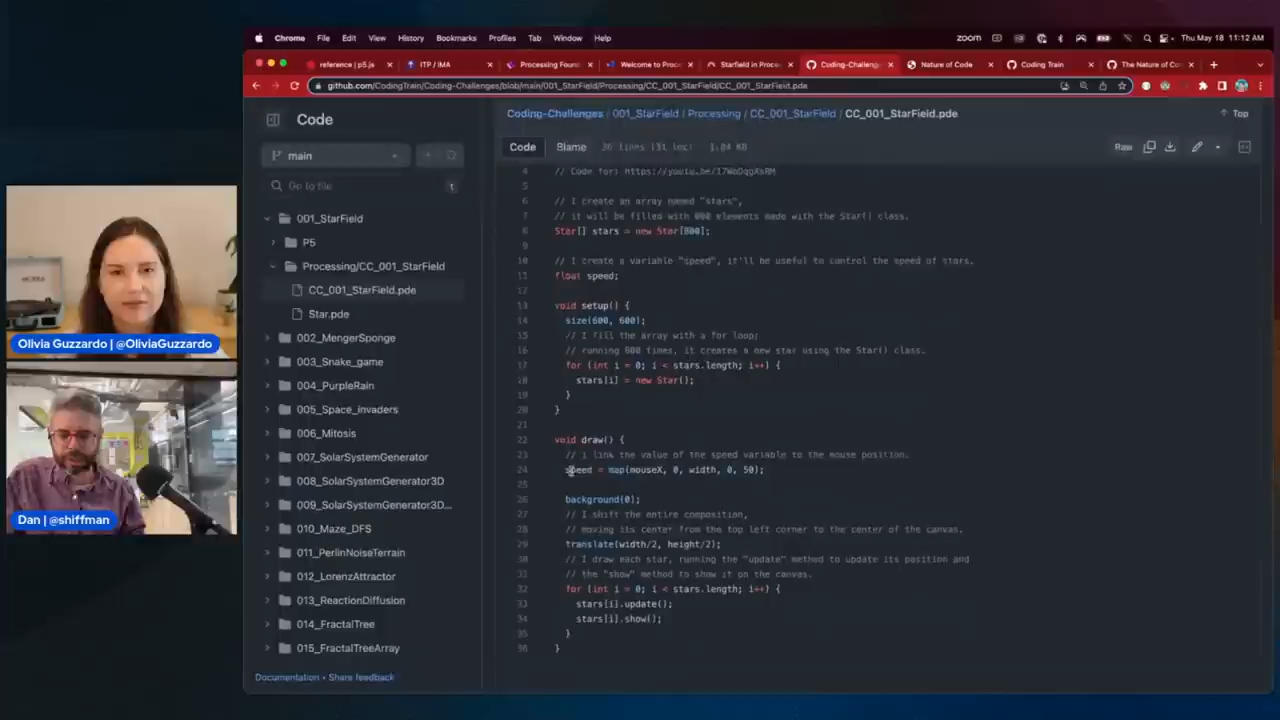 Chrome File Edit View History Bookmarks Profiles Tab Window Help
zoom Thu May 18 11:12 AM
reference | p5.js
ITP / IMA
Processing Foun
Welcome to Proce
Starfield in Proce
Coding-Challeng
Nature of Code
Coding Train
The Nature of Co
github.com/CodingTrain/Coding-Challenges/blob/main/001_StarField/Processing/CC_001_StarField/CC_001_StarField.pde
Code
main
Go to file
t
001_StarField
P5
Processing/CC_001_StarField
CC_001_StarField.pde
Star.pde
002_MengerSponge
003_Snake_game
004_PurpleRain
005_Space_invaders
006_Mitosis
007_SolarSystemGenerator
008_SolarSystemGenerator3D
009_SolarSystemGenerator3D...
010_Maze_DFS
011_PerlinNoiseTerrain
012_LorenzAttractor
013_ReactionDiffusion
014_FractalTree
015_FractalTreeArray
Documentation • Share feedback
Coding-Challenges / 001_StarField / Processing / CC_001_StarField / CC_001_StarField.pde
Top
Code Blame 36 lines (31 loc) 1.04 KB
Raw
4 // Code for: https://youtu.be/17WoOqgXsRM
5
6 // I create an array named "stars",
7 // it will be filled with 800 elements made with the Star() class.
8 Star[] stars = new Star[800];
9
10 // I create a variable "speed", it'll be useful to control the speed of stars.
11 float speed;
12
13 void setup() {
14 size(600, 600);
15 // I fill the array with a for loop;
16 // running 800 times, it creates a new star using the Star() class.
17 for (int i = 0; i < stars.length; i++) {
18 stars[i] = new Star();
19 }
20 }
21
22 void draw() {
23 // i link the value of the speed variable to the mouse position.
24 speed = map(mouseX, 0, width, 0, 50);
25
26 background(0);
27 // I shift the entire composition,
28 // moving its center from the top left corner to the center of the canvas.
29 translate(width/2, height/2);
30 // I draw each star, running the "update" method to update its position and
31 // the "show" method to show it on the canvas.
32 for (int i = 0; i < stars.length; i++) {
33 stars[i].update();
34 stars[i].show();
35 }
36 }
Olivia Guzzardo | @OliviaGuzzardo
Dan | @shiffman